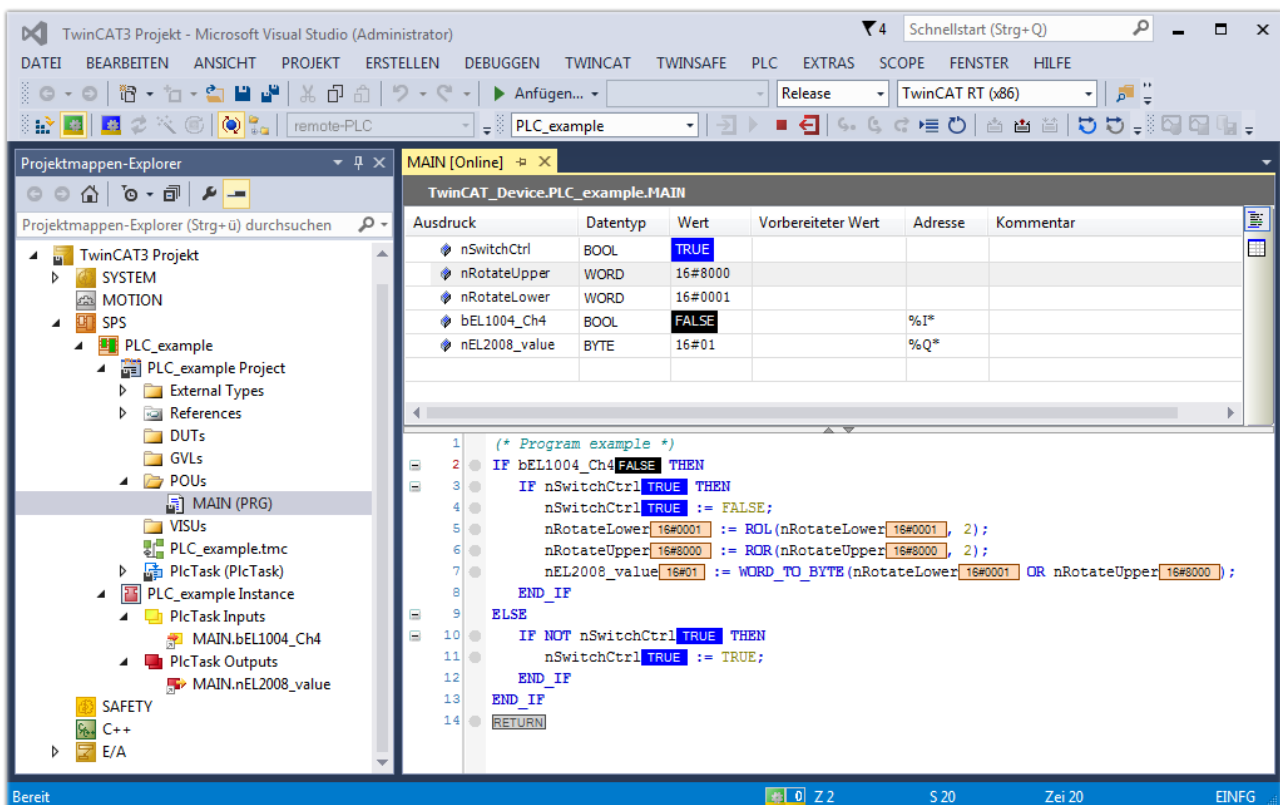 TwinCAT3 Projekt - Microsoft Visual Studio (Administrator) 4 Schnellstart (Strg+Q)
DATEI BEARBEITEN ANSICHT PROJEKT ERSTELLEN DEBUGGEN TWINCAT TWINSAFE PLC EXTRAS SCOPE FENSTER HILFE
Anfügen... Release TwinCAT RT (x86)
remote-PLC PLC_example
Projektmappen-Explorer
Projektmappen-Explorer (Strg+ü) durchsuchen
TwinCAT3 Projekt
SYSTEM
MOTION
SPS
PLC_example
PLC_example Project
External Types
References
DUTs
GVLs
POUs
MAIN (PRG)
VISUs
PLC_example.tmc
PlcTask (PlcTask)
PLC_example Instance
PlcTask Inputs
MAIN.bEL1004_Ch4
PlcTask Outputs
MAIN.nEL2008_value
SAFETY
C++
E/A
MAIN [Online]
TwinCAT_Device.PLC_example.MAIN
Ausdruck Datentyp Wert Vorbereiteter Wert Adresse Kommentar
nSwitchCtrl BOOL TRUE
nRotateUpper WORD 16#8000
nRotateLower WORD 16#0001
bEL1004_Ch4 BOOL FALSE %I*
nEL2008_value BYTE 16#01 %Q*
1 (* Program example *)
2 IF bEL1004_Ch4 FALSE THEN
3 IF nSwitchCtrl TRUE THEN
4 nSwitchCtrl TRUE := FALSE;
5 nRotateLower 16#0001 := ROL(nRotateLower 16#0001 , 2);
6 nRotateUpper 16#8000 := ROR(nRotateUpper 16#8000 , 2);
7 nEL2008_value 16#01 := WORD_TO_BYTE(nRotateLower 16#0001 OR nRotateUpper 16#8000 );
8 END_IF
9 ELSE
10 IF NOT nSwitchCtrl TRUE THEN
11 nSwitchCtrl TRUE := TRUE;
12 END_IF
13 END_IF
14 RETURN
Bereit 0 Z 2 S 20 Zei 20 EINFG